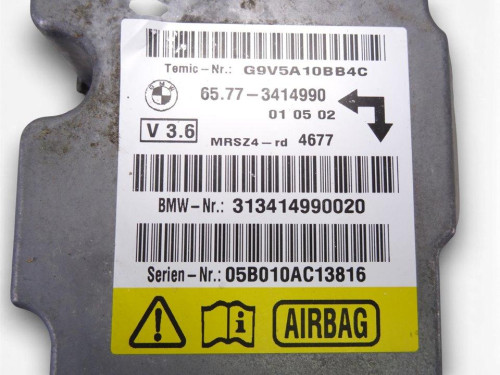 Temic-Nr.: G9V5A10BB4C
BMW 65.77-3414990
01 05 02
V 3.6 MRSZ4-rd 4677
BMW-Nr.: 313414990020
Serien-Nr.: 05B010AC13816
AIRBAG